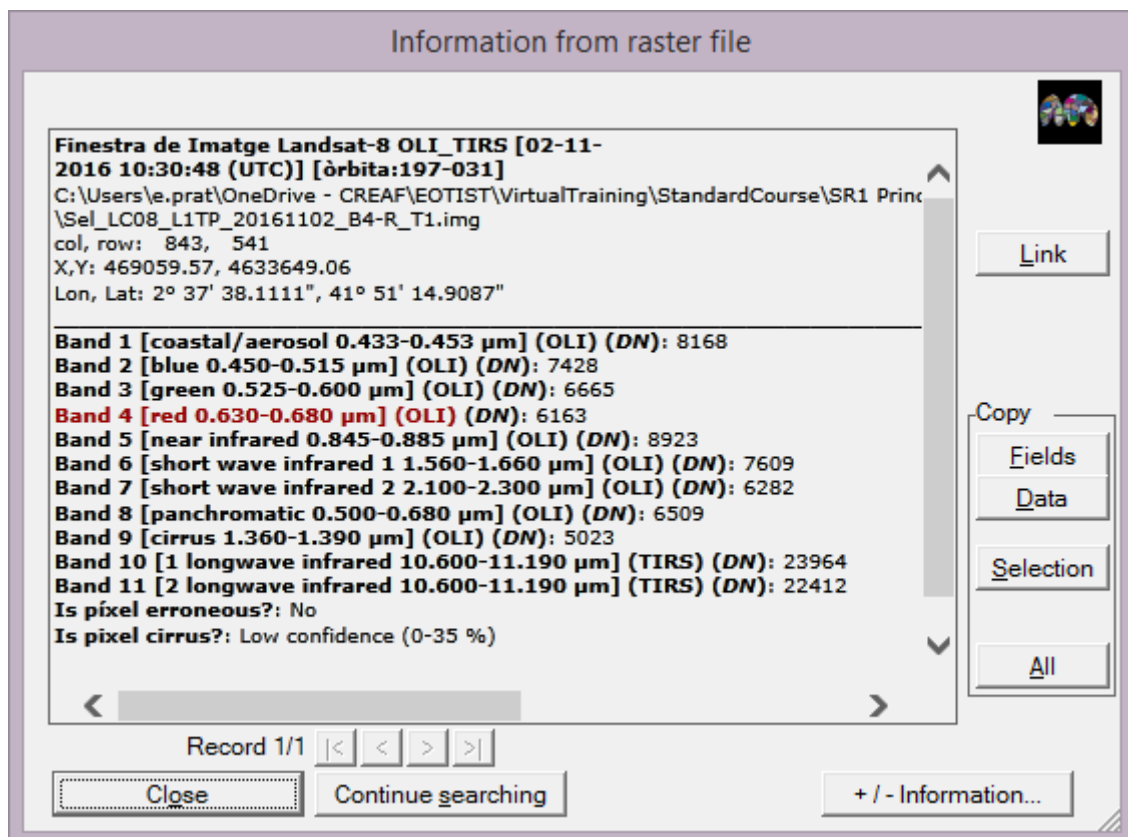 Information from raster file
Finestra de Imatge Landsat-8 OLI_TIRS [02-11-
2016 10:30:48 (UTC)] [òrbita:197-031]
C:\Users\e.prat\OneDrive - CREAF\EOTIST\VirtualTraining\StandardCourse\SR1 Princ
\Sel_LC08_L1TP_20161102_B4-R_T1.img
col, row: 843, 541
X,Y: 469059.57, 4633649.06
Lon, Lat: 2º 37' 38.1111", 41º 51' 14.9087"
Band 1 [coastal/aerosol 0.433-0.453 µm] (OLI) (DN): 8168
Band 2 [blue 0.450-0.515 µm] (OLI) (DN): 7428
Band 3 [green 0.525-0.600 µm] (OLI) (DN): 6665
Band 4 [red 0.630-0.680 µm] (OLI) (DN): 6163
Band 5 [near infrared 0.845-0.885 µm] (OLI) (DN): 8923
Band 6 [short wave infrared 1 1.560-1.660 µm] (OLI) (DN): 7609
Band 7 [short wave infrared 2 2.100-2.300 µm] (OLI) (DN): 6282
Band 8 [panchromatic 0.500-0.680 µm] (OLI) (DN): 6509
Band 9 [cirrus 1.360-1.390 µm] (OLI) (DN): 5023
Band 10 [1 longwave infrared 10.600-11.190 µm] (TIRS) (DN): 23964
Band 11 [2 longwave infrared 10.600-11.190 µm] (TIRS) (DN): 22412
Is píxel erroneous?: No
Is pixel cirrus?: Low confidence (0-35 %)
Link
Copy
Fields
Data
Selection
All
Record 1/1 |< < > >|
Close
Continue searching
+ / - Information...